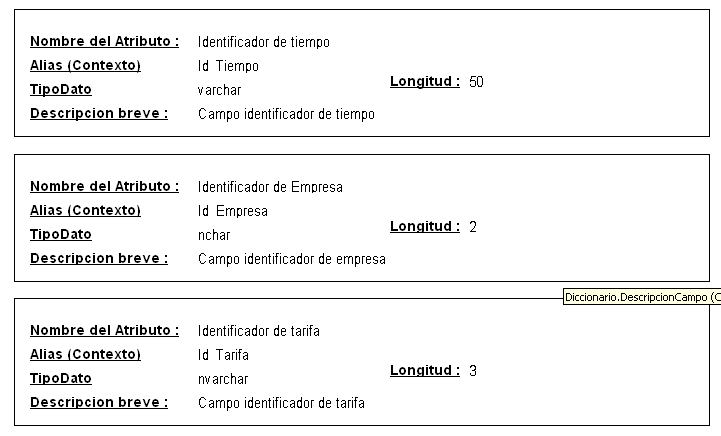 Nombre del Atributo : Identificador de tiempo
Alias (Contexto) Id Tiempo
Longitud : 50
TipoDato varchar
Descripcion breve : Campo identificador de tiempo
Nombre del Atributo : Identificador de Empresa
Alias (Contexto) Id Empresa
Longitud : 2
TipoDato nchar
Descripcion breve : Campo identificador de empresa
Diccionario.DescripcionCampo (C
Nombre del Atributo : Identificador de tarifa
Alias (Contexto) Id Tarifa
Longitud : 3
TipoDato nvarchar
Descripcion breve : Campo identificador de tarifa